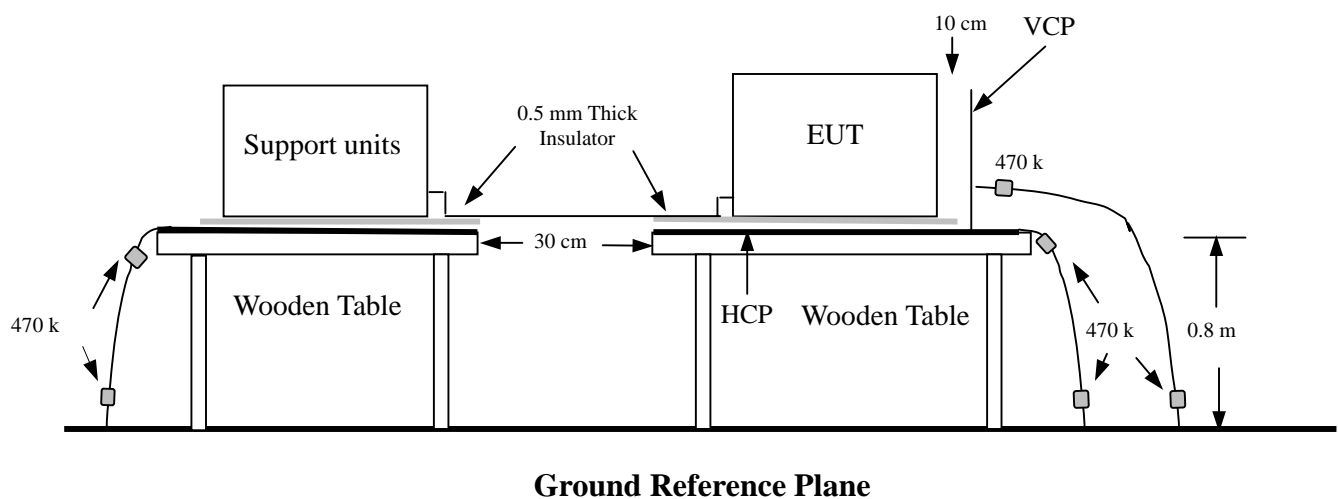 10 cm
VCP
0.5 mm Thick
Insulator
Support units
EUT
470 k
30 cm
Wooden Table
HCP
Wooden Table
470 k
470 k
0.8 m
Ground Reference Plane